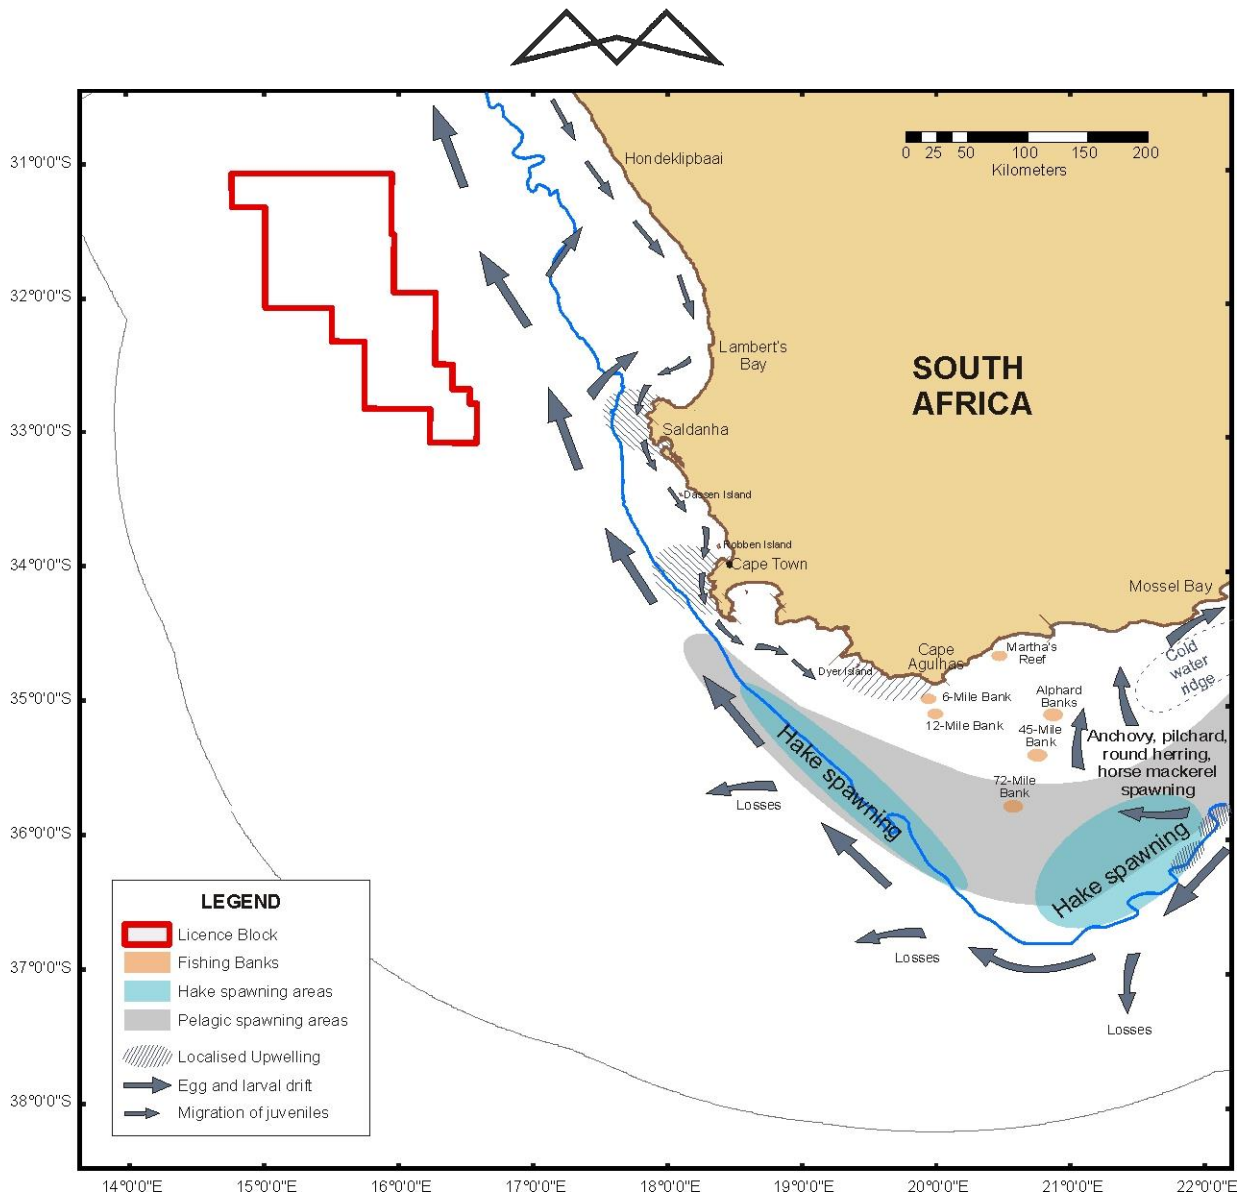 31°0'0"S
32°0'0"S
33°0'0"S
34°0'0"S
35°0'0"S
36°0'0"S
37°0'0"S
38°0'0"S
0 25 50 100 150 200
Kilometers
Hondeklipbaai
Lambert's
Bay
SOUTH
AFRICA
Saldanha
Dassen Island
Robben Island
Cape Town
Mossel Bay
Cape
Agulhas
Martha's
Reef
Dyer Island
Cold
water
ridge
6-Mile Bank
Alphard
Banks
12-Mile Bank
45-Mile
Bank
Anchovy, pilchard,
round herring,
horse mackerel
spawning
72-Mile
Bank
Hake spawning
Hake spawning
Losses
Losses
Losses
LEGEND
Licence Block
Fishing Banks
Hake spawning areas
Pelagic spawning areas
Localised Upwelling
Egg and larval drift
Migration of juveniles
14°0'0"E 15°0'0"E 16°0'0"E 17°0'0"E 18°0'0"E 19°0'0"E 20°0'0"E 21°0'0"E 22°0'0"E